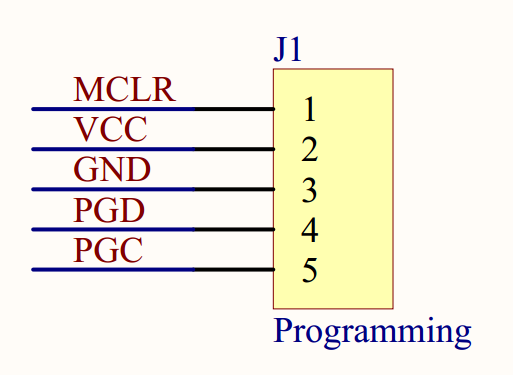 J1
MCLR 1
VCC 2
GND 3
PGD 4
PGC 5
Programming